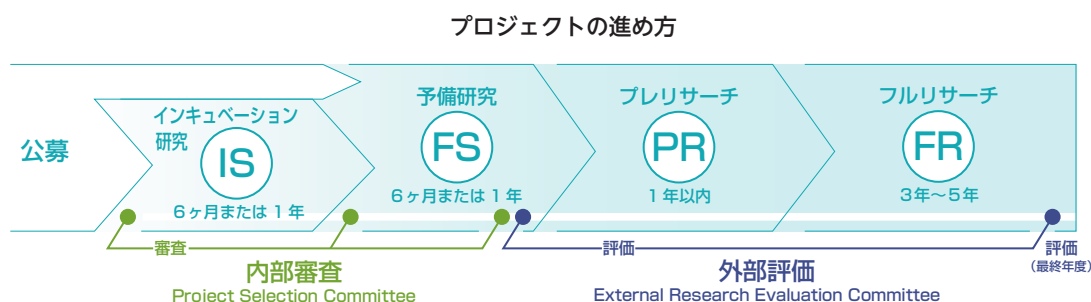 プロジェクトの進め方
公募
インキュベーション
研究
IS
6ヶ月または1年
予備研究
FS
6ヶ月または1年
プレリサーチ
PR
1年以内
フルリサーチ
FR
3年〜5年
審査
内部審査
Project Selection Committee
評価
外部評価
External Research Evaluation Committee
評価
(最終年度)